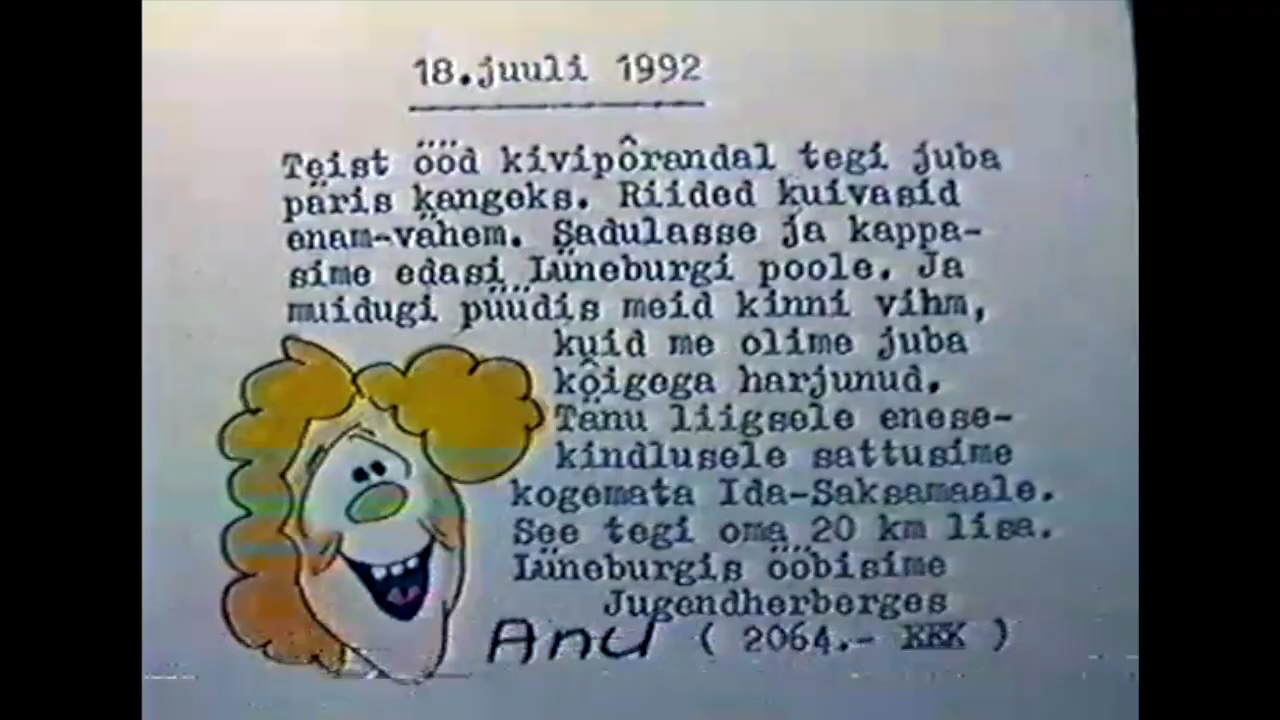 18.juuli 1992
Teist ööd kivipôrandal tegi juba
päris kangeks. Riided kuivasid
enam-vähem. Sadulasse ja kappa-
sime edasi Lüneburgi poole. Ja
muidugi püüdis meid kinni vihm,
kuid me olime juba
kôigega harjunud.
Tänu liigsele enese-
kindlusele sattusime
kogemata Ida-Saksamaale.
See tegi oma 20 km lisa.
Lüneburgis ööbisime
Jugendherberges
Anu ( 2064.- KKK )